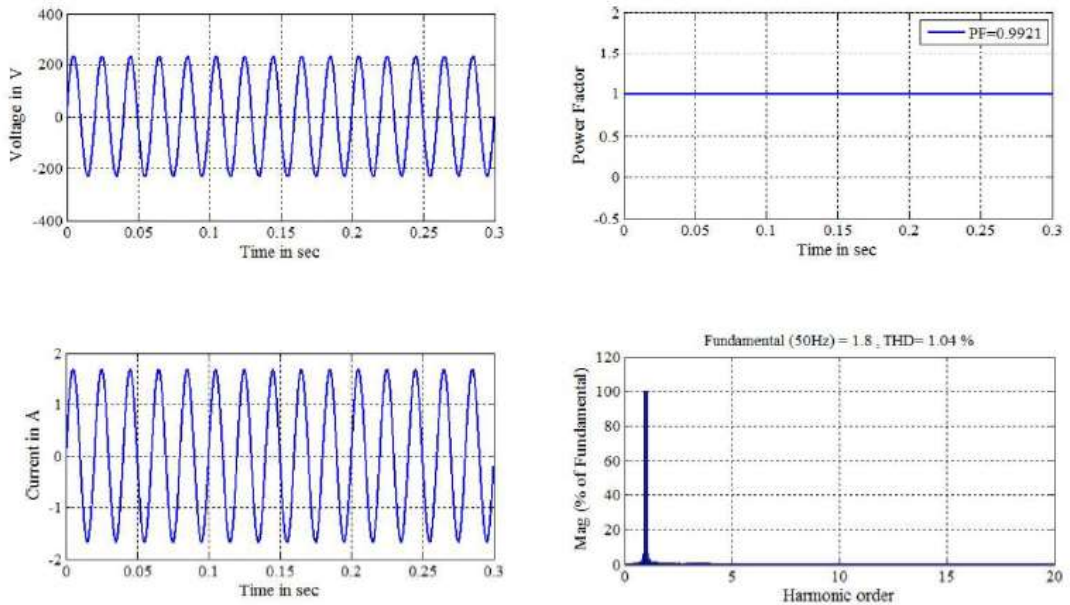 400
200
0
-200
-400
Voltage in V
0 0.05 0.1 0.15 0.2 0.25 0.3
Time in sec
2
1.5
1
0.5
0
-0.5
Power Factor
PF=0.9921
0 0.05 0.1 0.15 0.2 0.25 0.3
Time in sec
2
1
0
-1
-2
Current in A
0 0.05 0.1 0.15 0.2 0.25 0.3
Time in sec
Fundamental (50Hz) = 1.8 , THD= 1.04 %
120
100
80
60
40
20
0
Mag (% of Fundamental)
0 5 10 15 20
Harmonic order